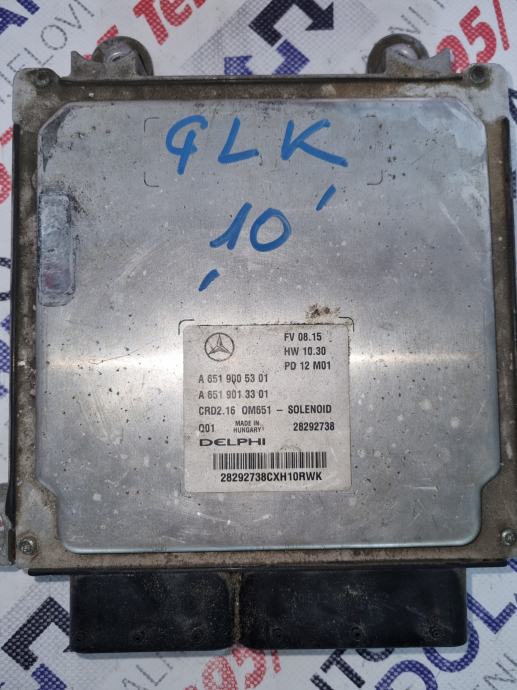 GLK
'10'
FV 08.15
HW 10.30
PD 12 M01
A 651 900 53 01
A 651 901 33 01
CRD2.16 OM651 - SOLENOID
Q01 MADE IN HUNGARY 28292738
DELPHI
28292738CXH10RWK